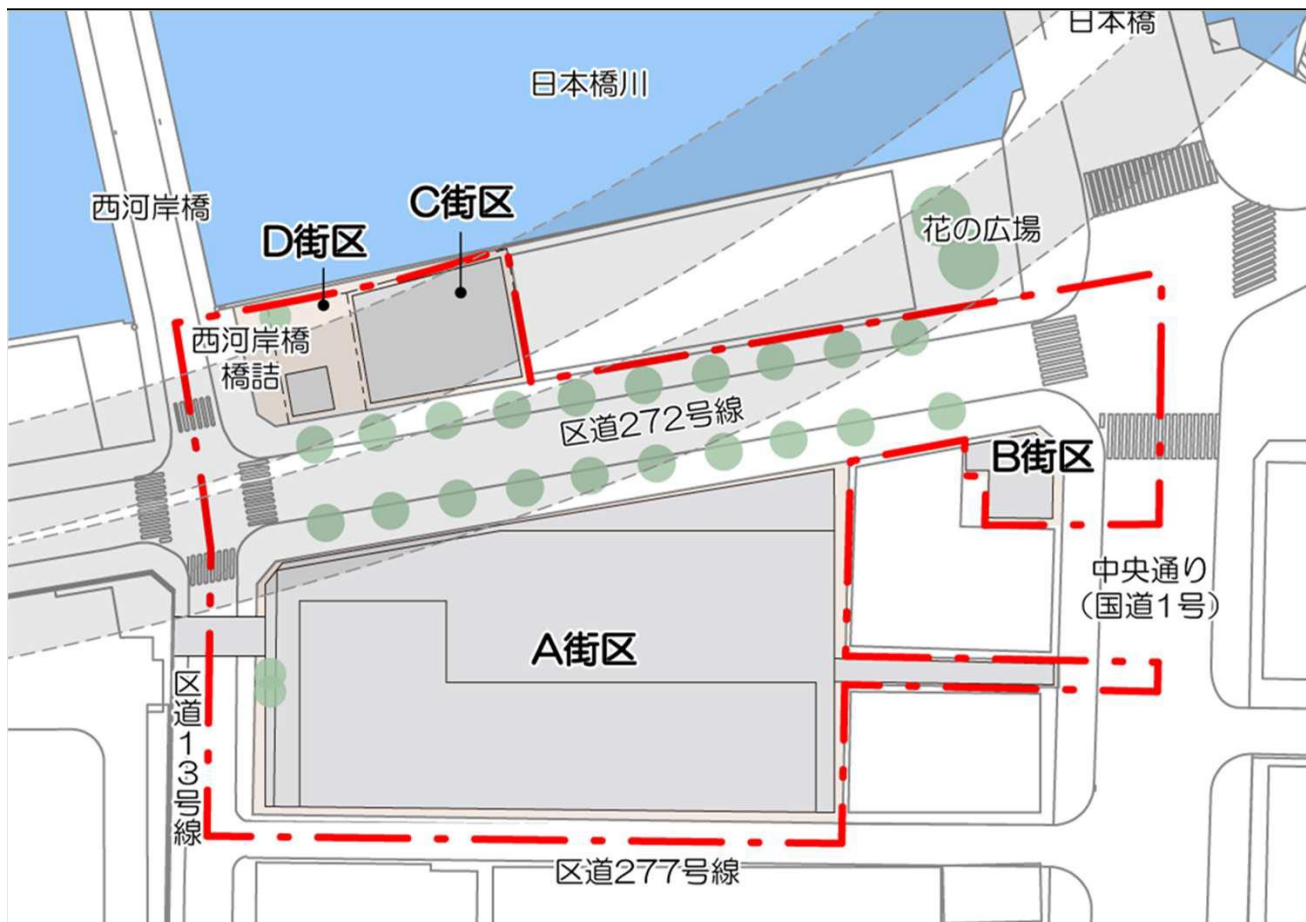 日本橋
日本橋川
西河岸橋
C街区
D街区
花の広場
西河岸橋
橋詰
区道272号線
B街区
中央通り
(国道1号)
A街区
区道13号線
区道277号線